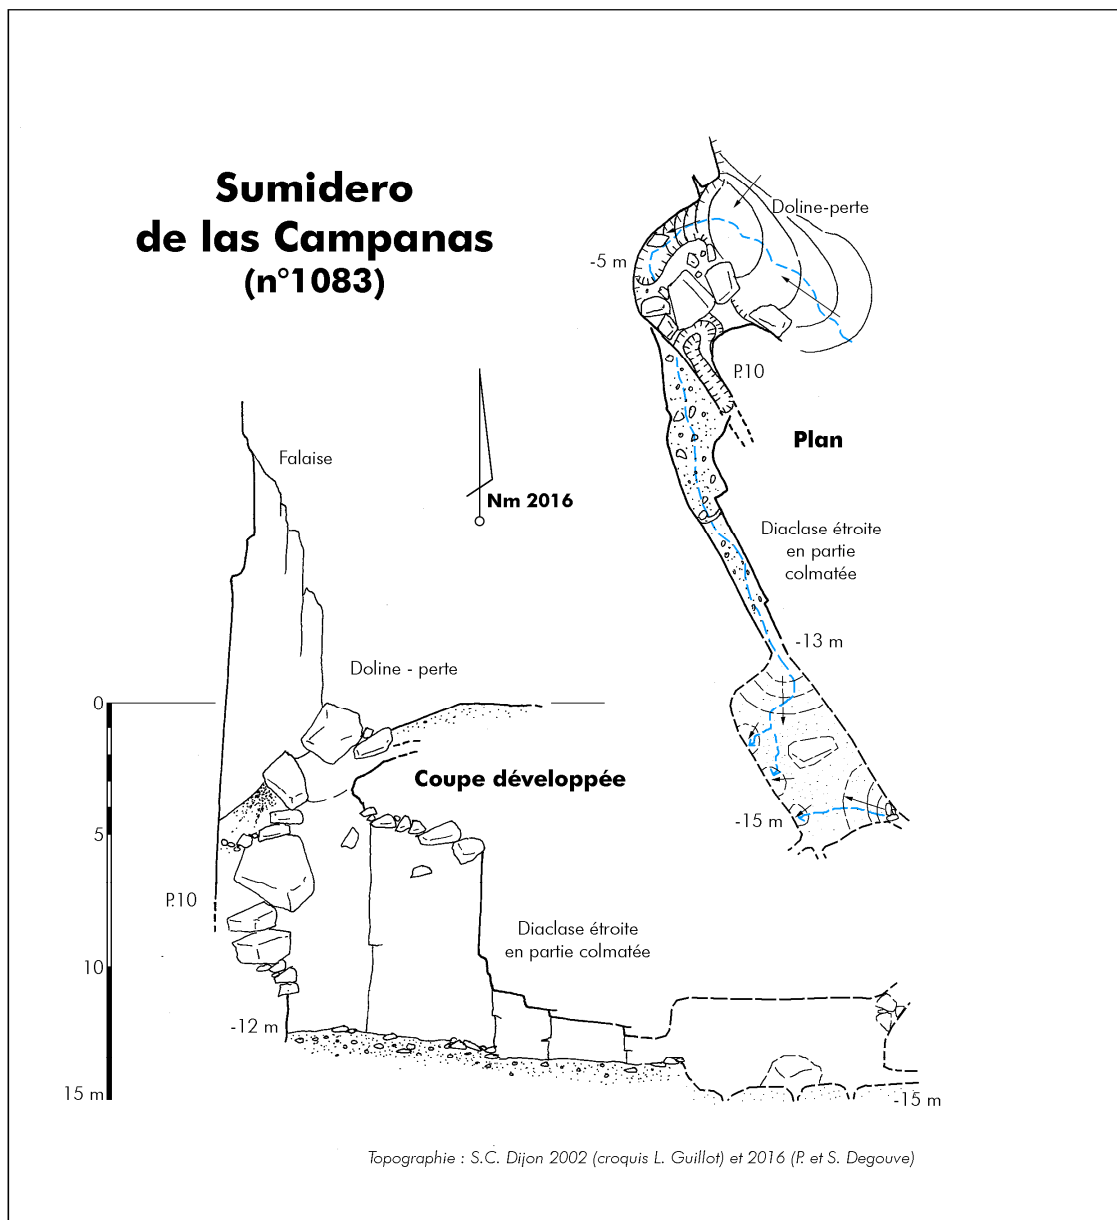 Sumidero
de las Campanas
(n°1083)
Doline-perte
-5 m
P.10
Plan
Falaise
Nm 2016
Diaclase étroite
en partie
colmatée
-13 m
Doline - perte
0
Coupe développée
-15 m
5
P.10
Diaclase étroite
en partie colmatée
10
-12 m
15 m
-15 m
Topographie : S.C. Dijon 2002 (croquis L. Guillot) et 2016 (P. et S. Degouve)